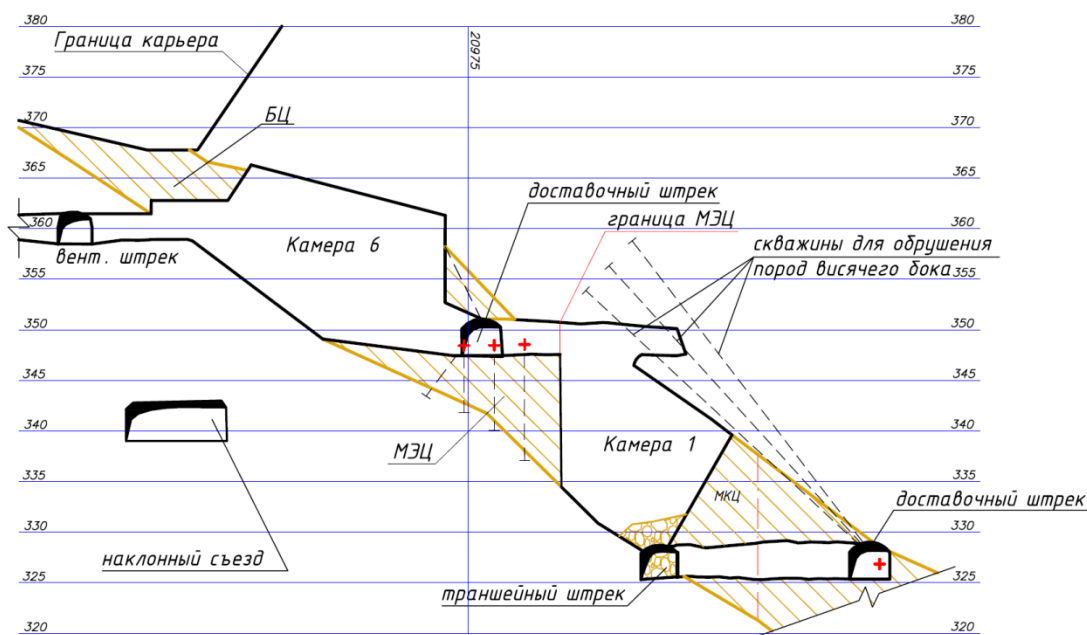 380
380
Граница карьера
20975
375
375
370
370
БЦ
365
365
доставочный штрек
граница МЭЦ
360
360
Камера 6
скважины для обрушения
пород висячего бока
вент. штрек
355
355
350
350
345
345
340
340
МЭЦ
Камера 1
335
335
МКЦ
доставочный штрек
330
330
наклонный съезд
325
325
траншейный штрек
320
320